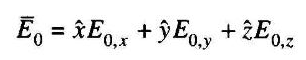 Ē₀ = x̂E₀,ₓ + ŷE₀,ᵧ + ẑE₀,z